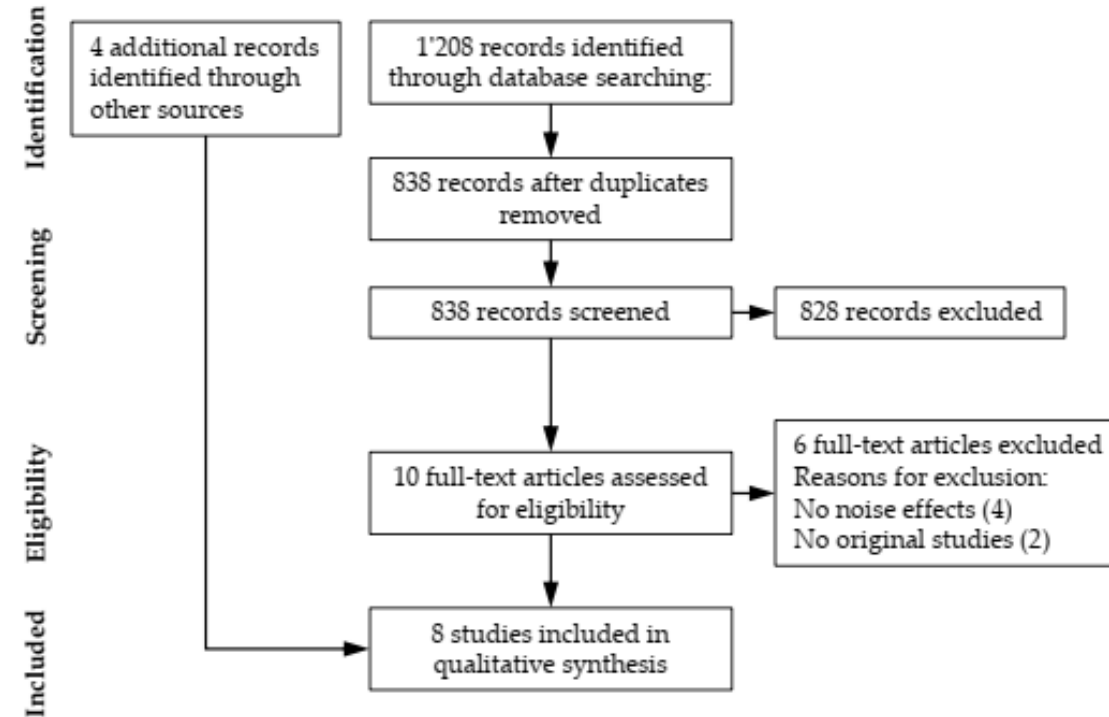 Identification
4 additional records
identified through
other sources
1'208 records identified
through database searching:
838 records after duplicates
removed
Screening
838 records screened
828 records excluded
Eligibility
10 full-text articles assessed
for eligibility
6 full-text articles excluded
Reasons for exclusion:
No noise effects (4)
No original studies (2)
Included
8 studies included in
qualitative synthesis